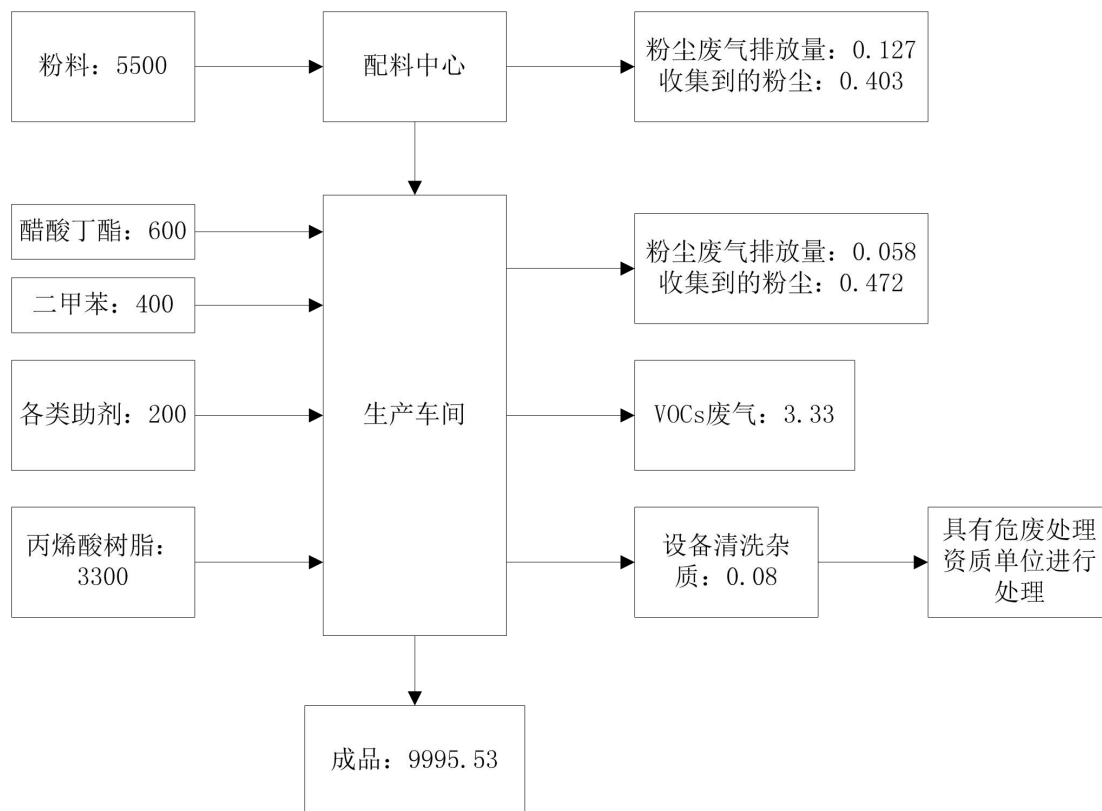 粉料：5500
配料中心
粉尘废气排放量：0.127
收集到的粉尘：0.403
醋酸丁酯：600
二甲苯：400
各类助剂：200
丙烯酸树脂：
3300
生产车间
粉尘废气排放量：0.058
收集到的粉尘：0.472
VOCs废气：3.33
设备清洗杂
质：0.08
具有危废处理
资质单位进行
处理
成品：9995.53